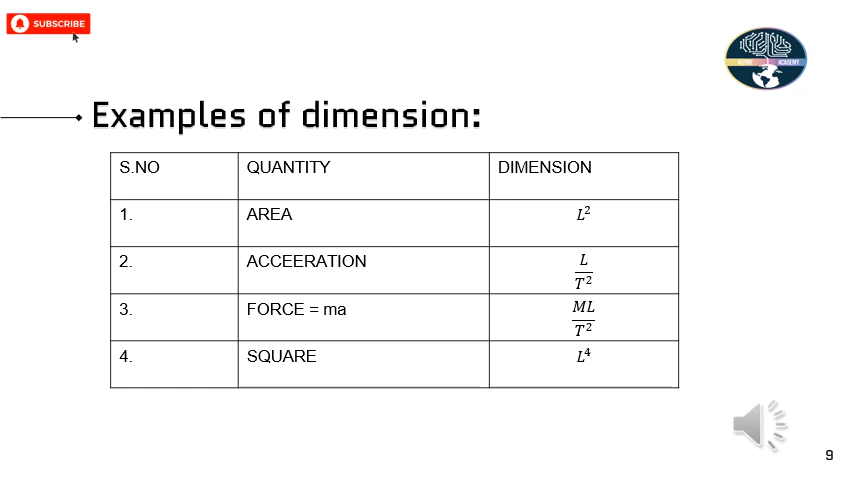 SUBSCRIBE
ACADEMY
Examples of dimension:
S.NO QUANTITY DIMENSION
1. AREA L²
2. ACCEERATION L/T²
3. FORCE = ma ML/T²
4. SQUARE L⁴
9